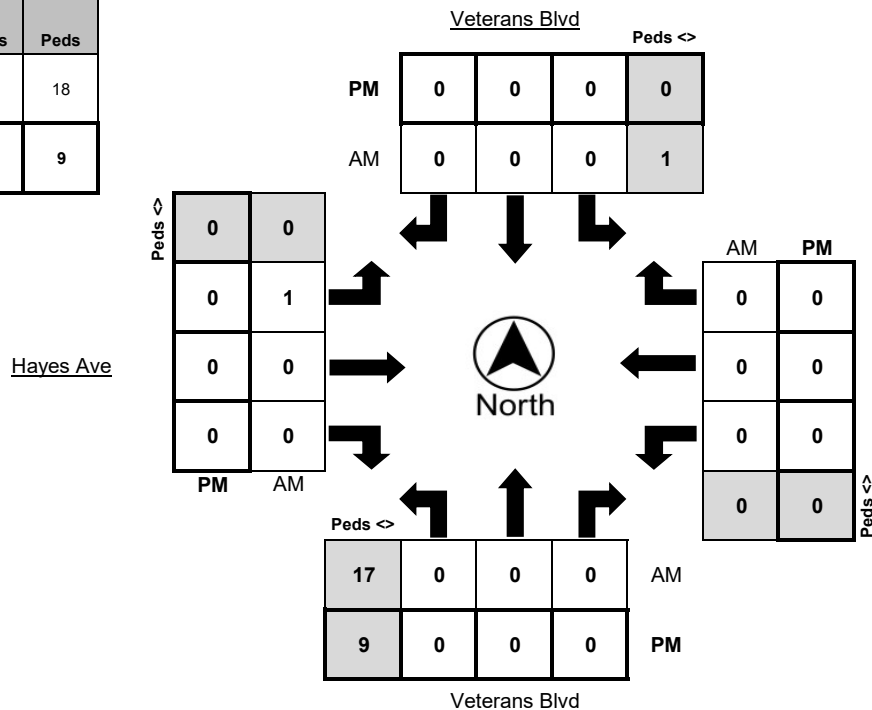 Veterans Blvd
Peds <>
Peds
18
9
PM 0 0 0 0
AM 0 0 0 1
Peds <>
0 0
0 1
0 0
0 0
PM AM
Hayes Ave
North
AM PM
0 0
0 0
0 0
0 0
Peds <>
Peds <>
17 0 0 0 AM
9 0 0 0 PM
Veterans Blvd